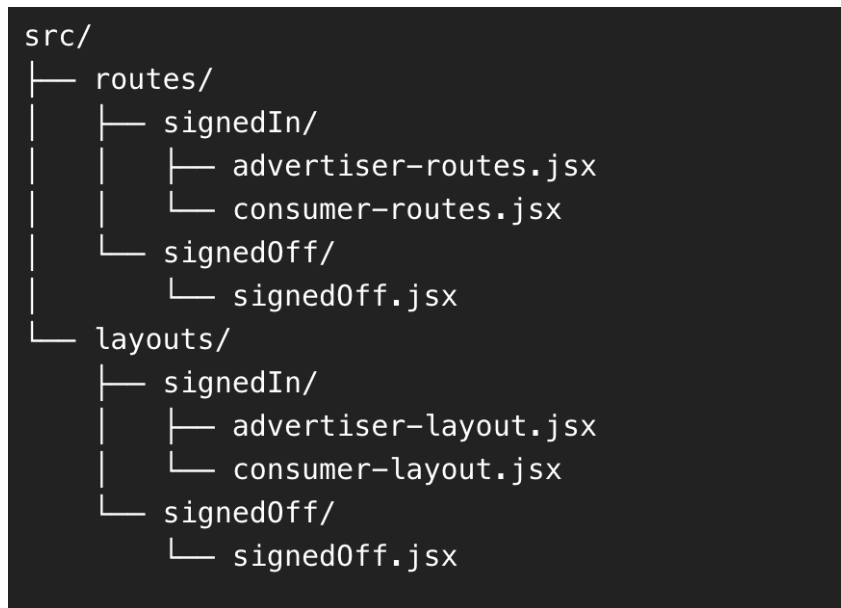 src/
├── routes/
│   ├── signedIn/
│   │   ├── advertiser-routes.jsx
│   │   └── consumer-routes.jsx
│   └── signedOff/
│       └── signedOff.jsx
└── layouts/
    ├── signedIn/
    │   ├── advertiser-layout.jsx
    │   └── consumer-layout.jsx
    └── signedOff/
        └── signedOff.jsx